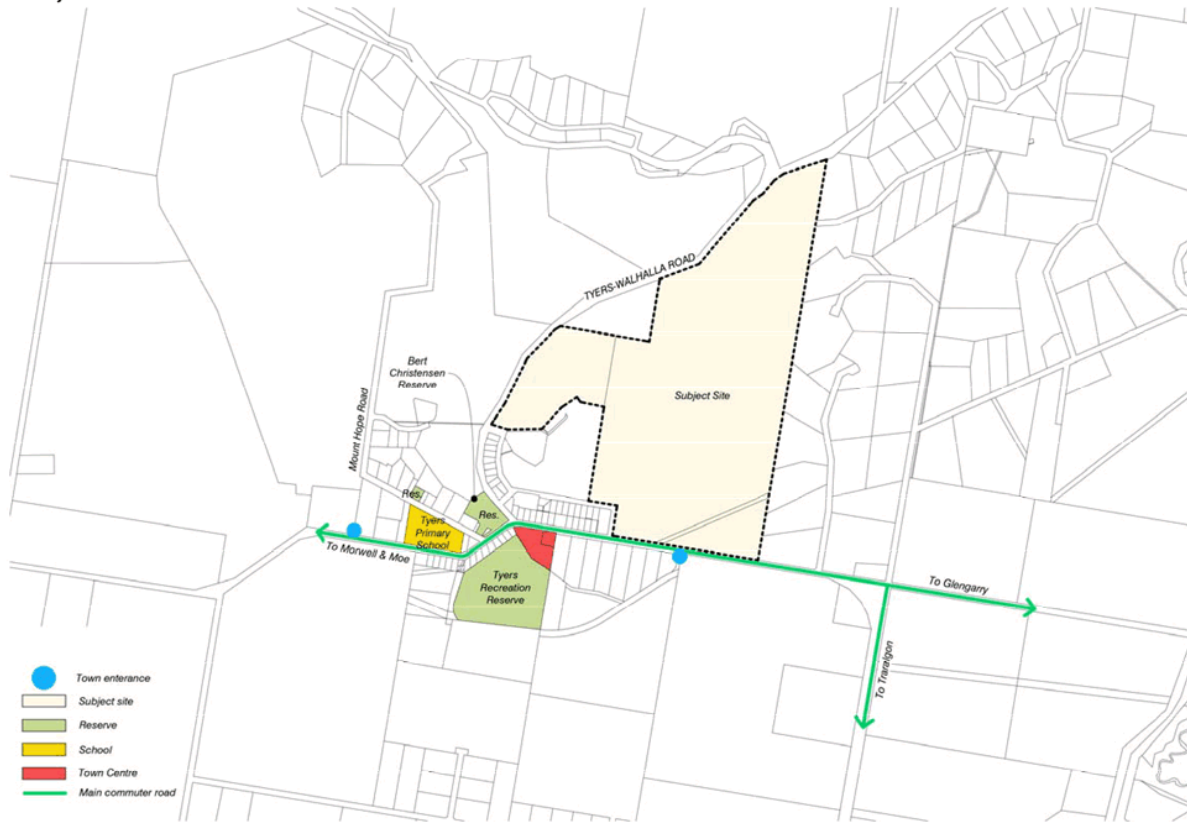 TYERS-WALHALLA ROAD
Bert
Christensen
Reserve
Subject Site
Mount Hope Road
Res.
Res.
Tyers
Primary
School
To Morwell & Moe
Tyers
Recreation
Reserve
To Glengarry
To Traralgon
Town enterance
Subject site
Reserve
School
Town Centre
Main commuter road